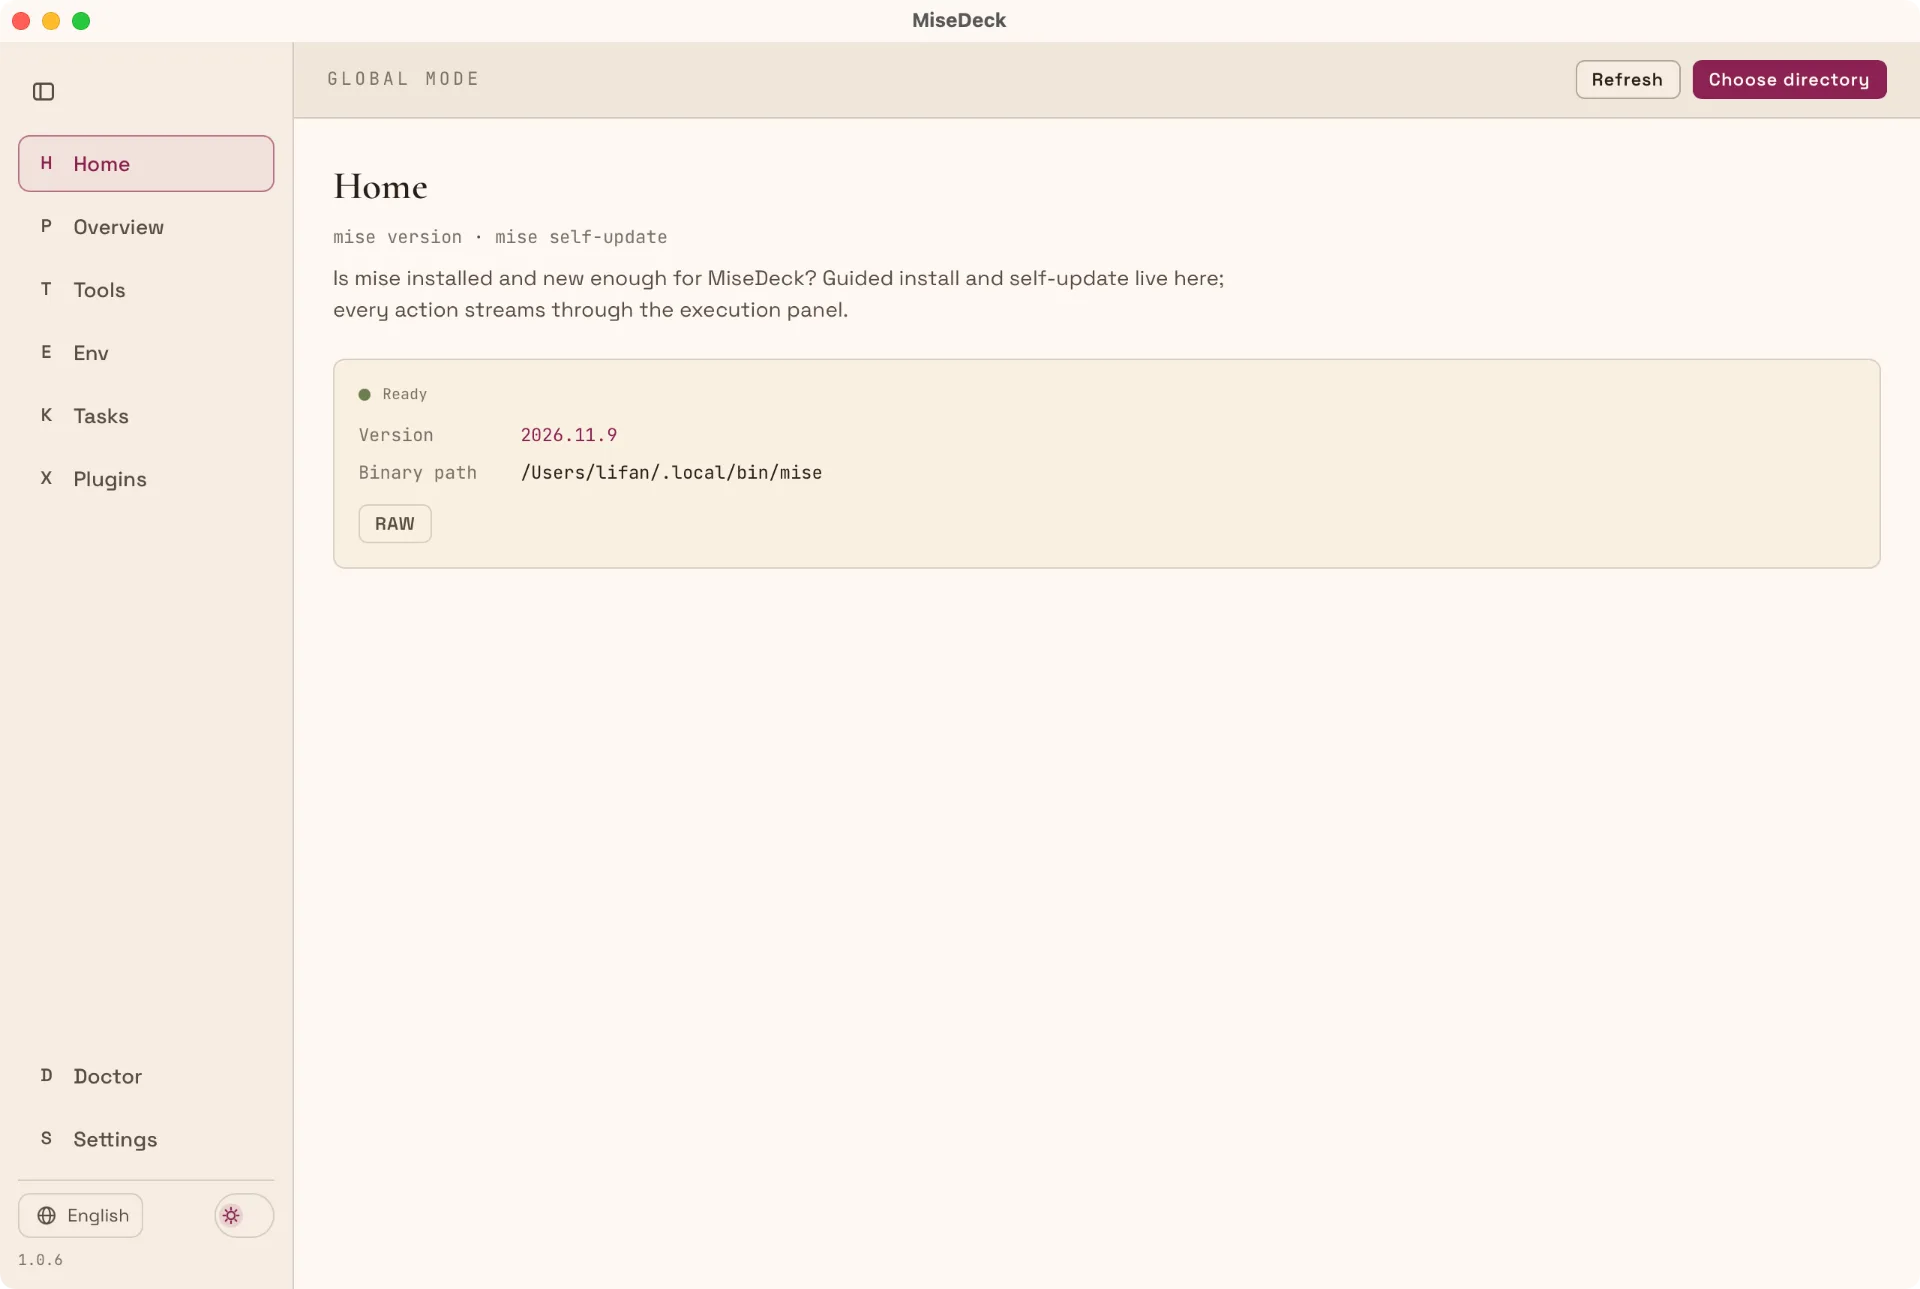 MiseDeck
GLOBAL MODE
Refresh
Choose directory
H Home
P Overview
T Tools
E Env
K Tasks
X Plugins
D Doctor
S Settings
English
1.0.6
Home
mise version · mise self-update
Is mise installed and new enough for MiseDeck? Guided install and self-update live here;
every action streams through the execution panel.
Ready
Version 2026.11.9
Binary path /Users/lifan/.local/bin/mise
RAW